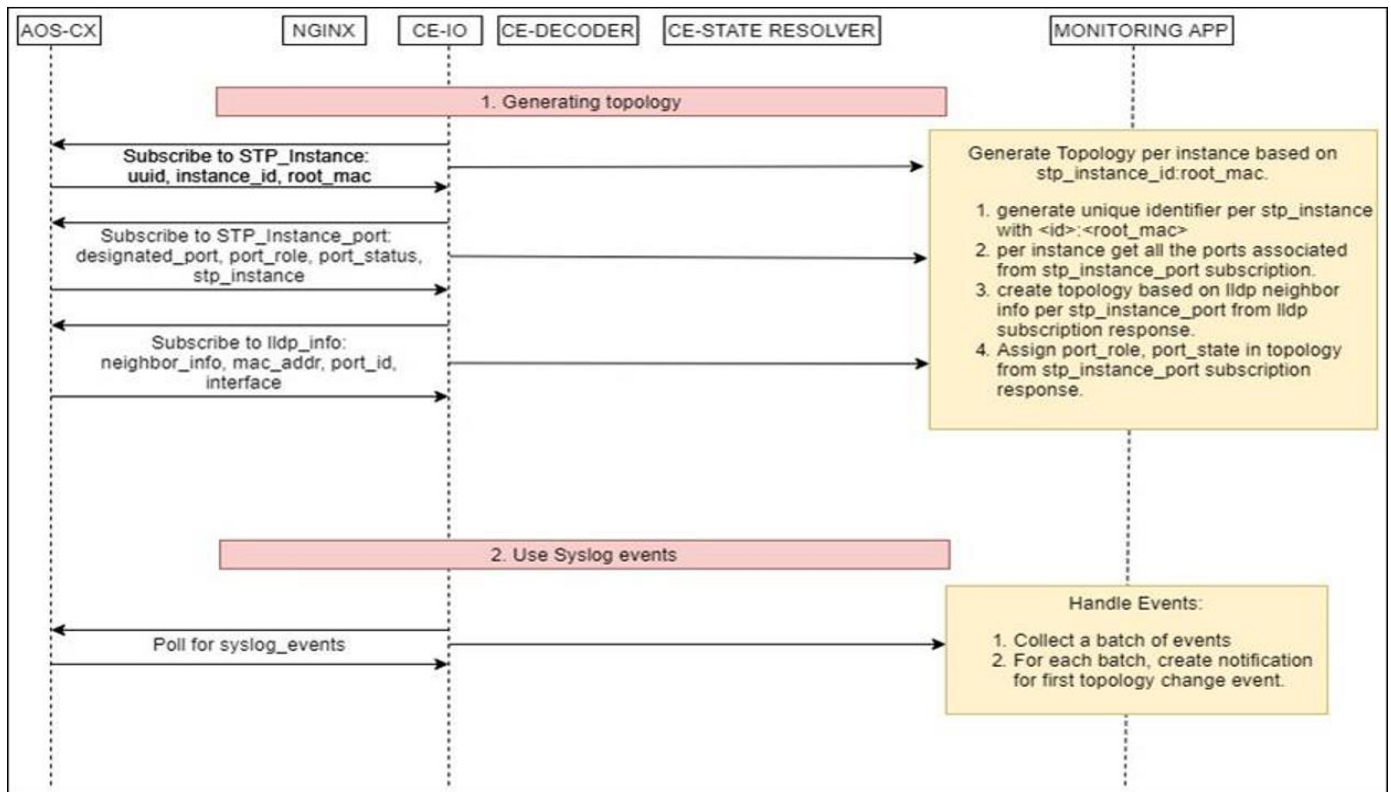 AOS-CX
NGINX
CE-IO
CE-DECODER
CE-STATE RESOLVER
MONITORING APP
1. Generating topology
Subscribe to STP_Instance:
uuid, instance_id, root_mac
Subscribe to STP_Instance_port:
designated_port, port_role, port_status,
stp_instance
Subscribe to lldp_info:
neighbor_info, mac_addr, port_id,
interface
Generate Topology per instance based on
stp_instance_id:root_mac.
1. generate unique identifier per stp_instance
with <id>:<root_mac>
2. per instance get all the ports associated
from stp_instance_port subscription.
3. create topology based on lldp neighbor
info per stp_instance_port from lldp
subscription response.
4. Assign port_role, port_state in topology
from stp_instance_port subscription
response.
2. Use Syslog events
Poll for syslog_events
Handle Events:
1. Collect a batch of events
2. For each batch, create notification
for first topology change event.